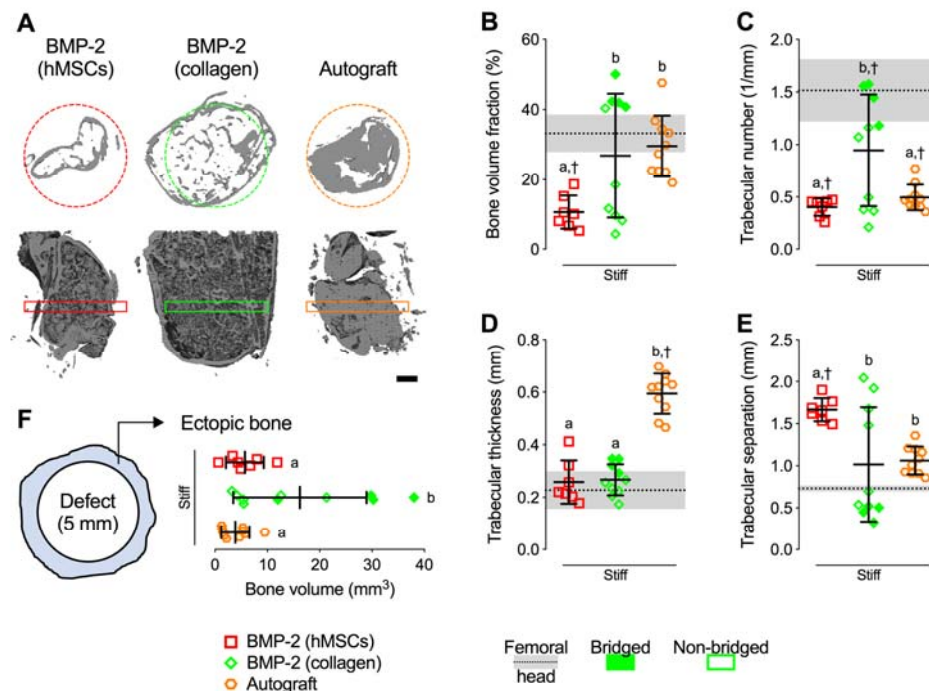 A
BMP-2
(hMSCs)
BMP-2
(collagen)
Autograft
B
Bone volume fraction (%)
60
40
20
0
a,†
b
b
Stiff
C
Trabecular number (1/mm)
2.0
1.5
1.0
0.5
0.0
a,†
b,†
a,†
Stiff
D
Trabecular thickness (mm)
0.8
0.6
0.4
0.2
0.0
a
a
b,†
Stiff
E
Trabecular separation (mm)
2.5
2.0
1.5
1.0
0.5
0.0
a,†
b
b
Stiff
F
Ectopic bone
Defect
(5 mm)
Stiff
a
b
a
0
10
20
30
40
Bone volume (mm³)
BMP-2 (hMSCs)
BMP-2 (collagen)
Autograft
Femoral
head
Bridged
Non-bridged